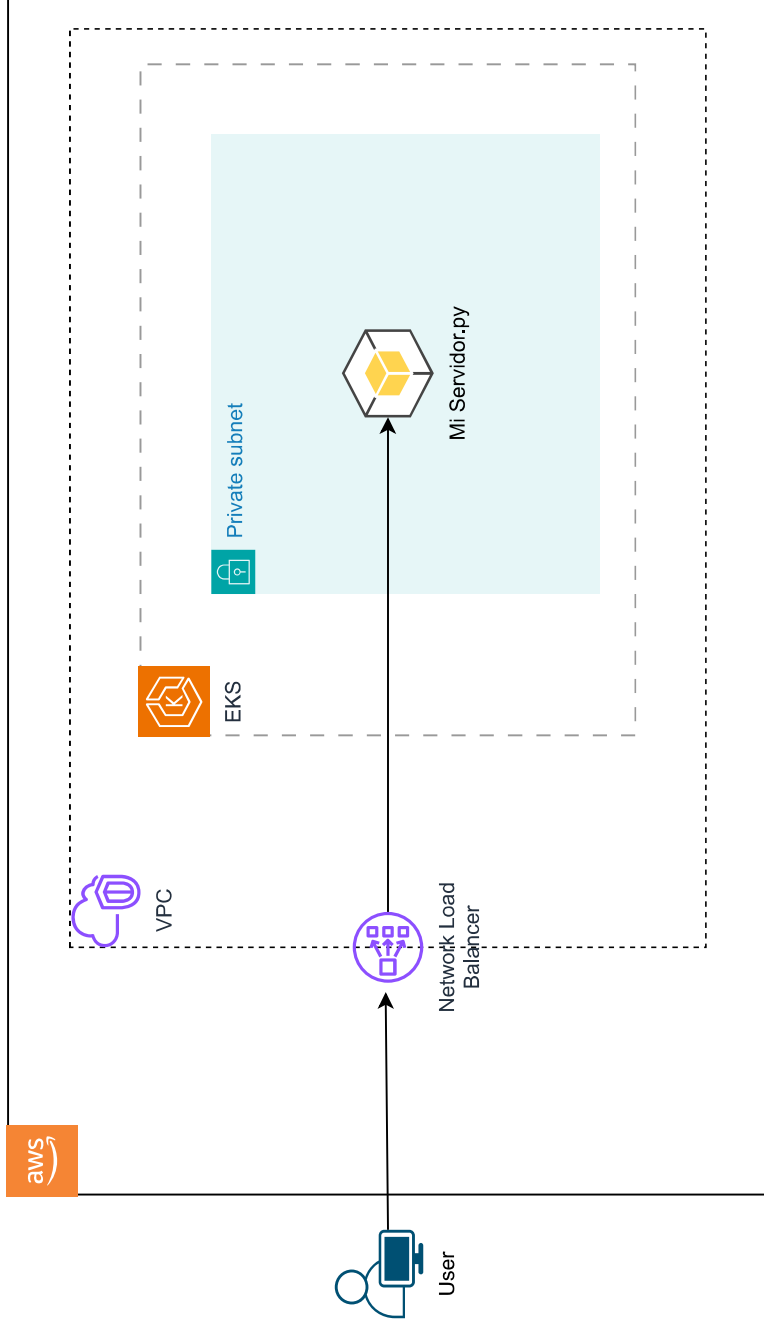 aws
VPC
EKS
Private subnet
User
Network Load
Balancer
Mi Servidor.py